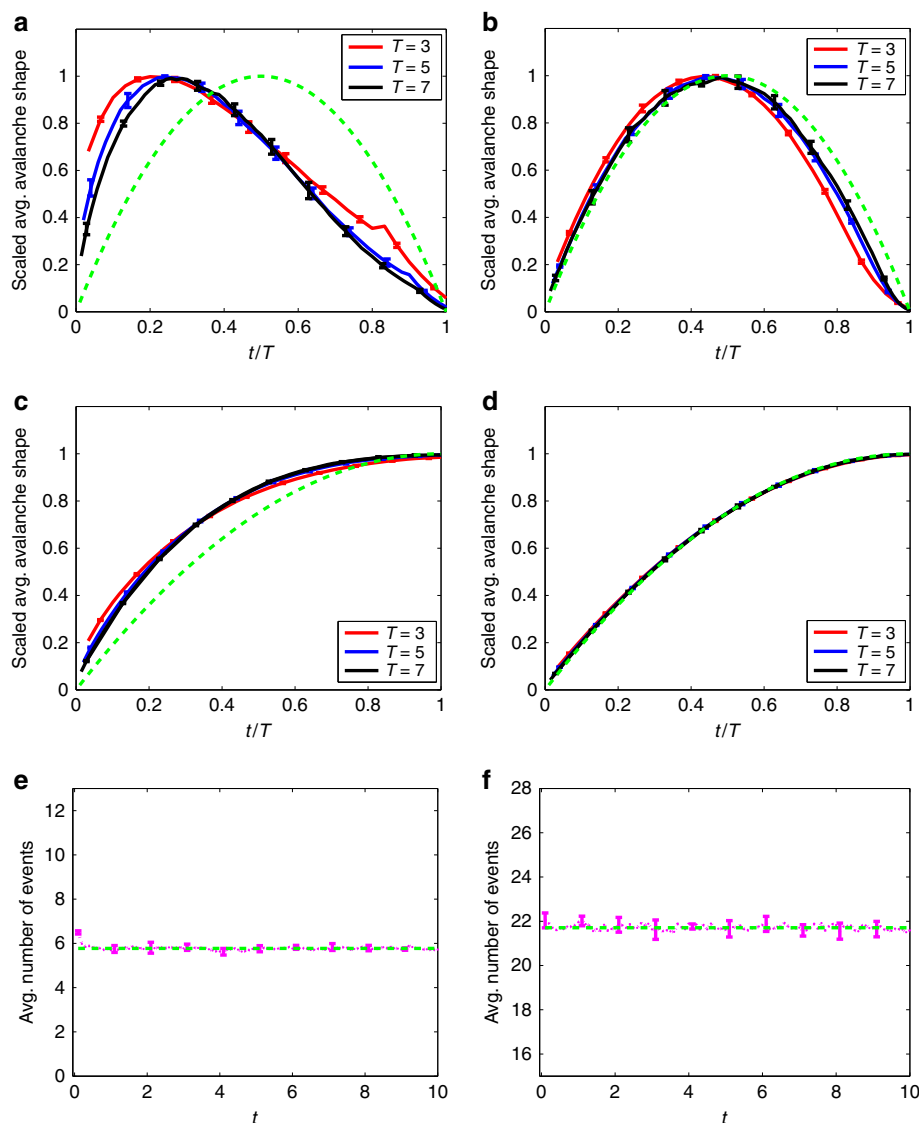 a
Scaled avg. avalanche shape
1
0.8
0.6
0.4
0.2
0
0 0.2 0.4 0.6 0.8 1
t/T
T = 3
T = 5
T = 7
b
Scaled avg. avalanche shape
1
0.8
0.6
0.4
0.2
0
0 0.2 0.4 0.6 0.8 1
t/T
T = 3
T = 5
T = 7
c
Scaled avg. avalanche shape
1
0.8
0.6
0.4
0.2
0
0 0.2 0.4 0.6 0.8 1
t/T
T = 3
T = 5
T = 7
d
Scaled avg. avalanche shape
1
0.8
0.6
0.4
0.2
0
0 0.2 0.4 0.6 0.8 1
t/T
T = 3
T = 5
T = 7
e
Avg. number of events
12
10
8
6
4
2
0
0 2 4 6 8 10
t
f
Avg. number of events
28
26
24
22
20
18
16
0 2 4 6 8 10
t